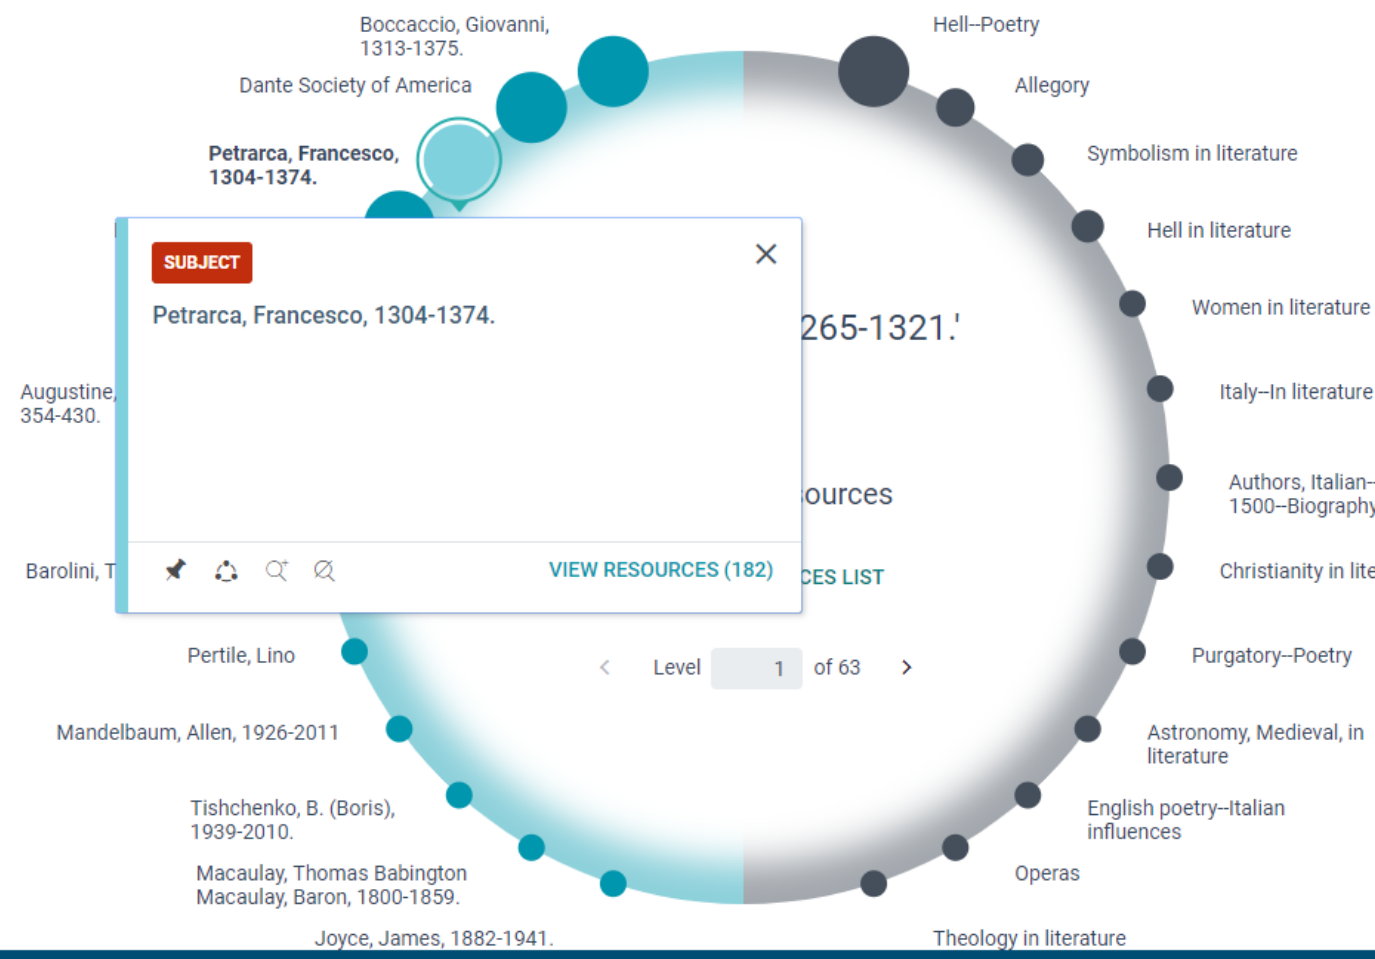 Boccaccio, Giovanni,
1313-1375.
Dante Society of America
Petrarca, Francesco,
1304-1374.
SUBJECT
Petrarca, Francesco, 1304-1374.
VIEW RESOURCES (182)
Augustine,
354-430.
Barolini, T
Pertile, Lino
Mandelbaum, Allen, 1926-2011
Tishchenko, B. (Boris),
1939-2010.
Macaulay, Thomas Babington
Macaulay, Baron, 1800-1859.
Joyce, James, 1882-1941.
265-1321.'
sources
CES LIST
Level 1 of 63
Hell--Poetry
Allegory
Symbolism in literature
Hell in literature
Women in literature
Italy--In literature
Authors, Italian--
1500--Biography
Christianity in lite
Purgatory--Poetry
Astronomy, Medieval, in
literature
English poetry--Italian
influences
Operas
Theology in literature